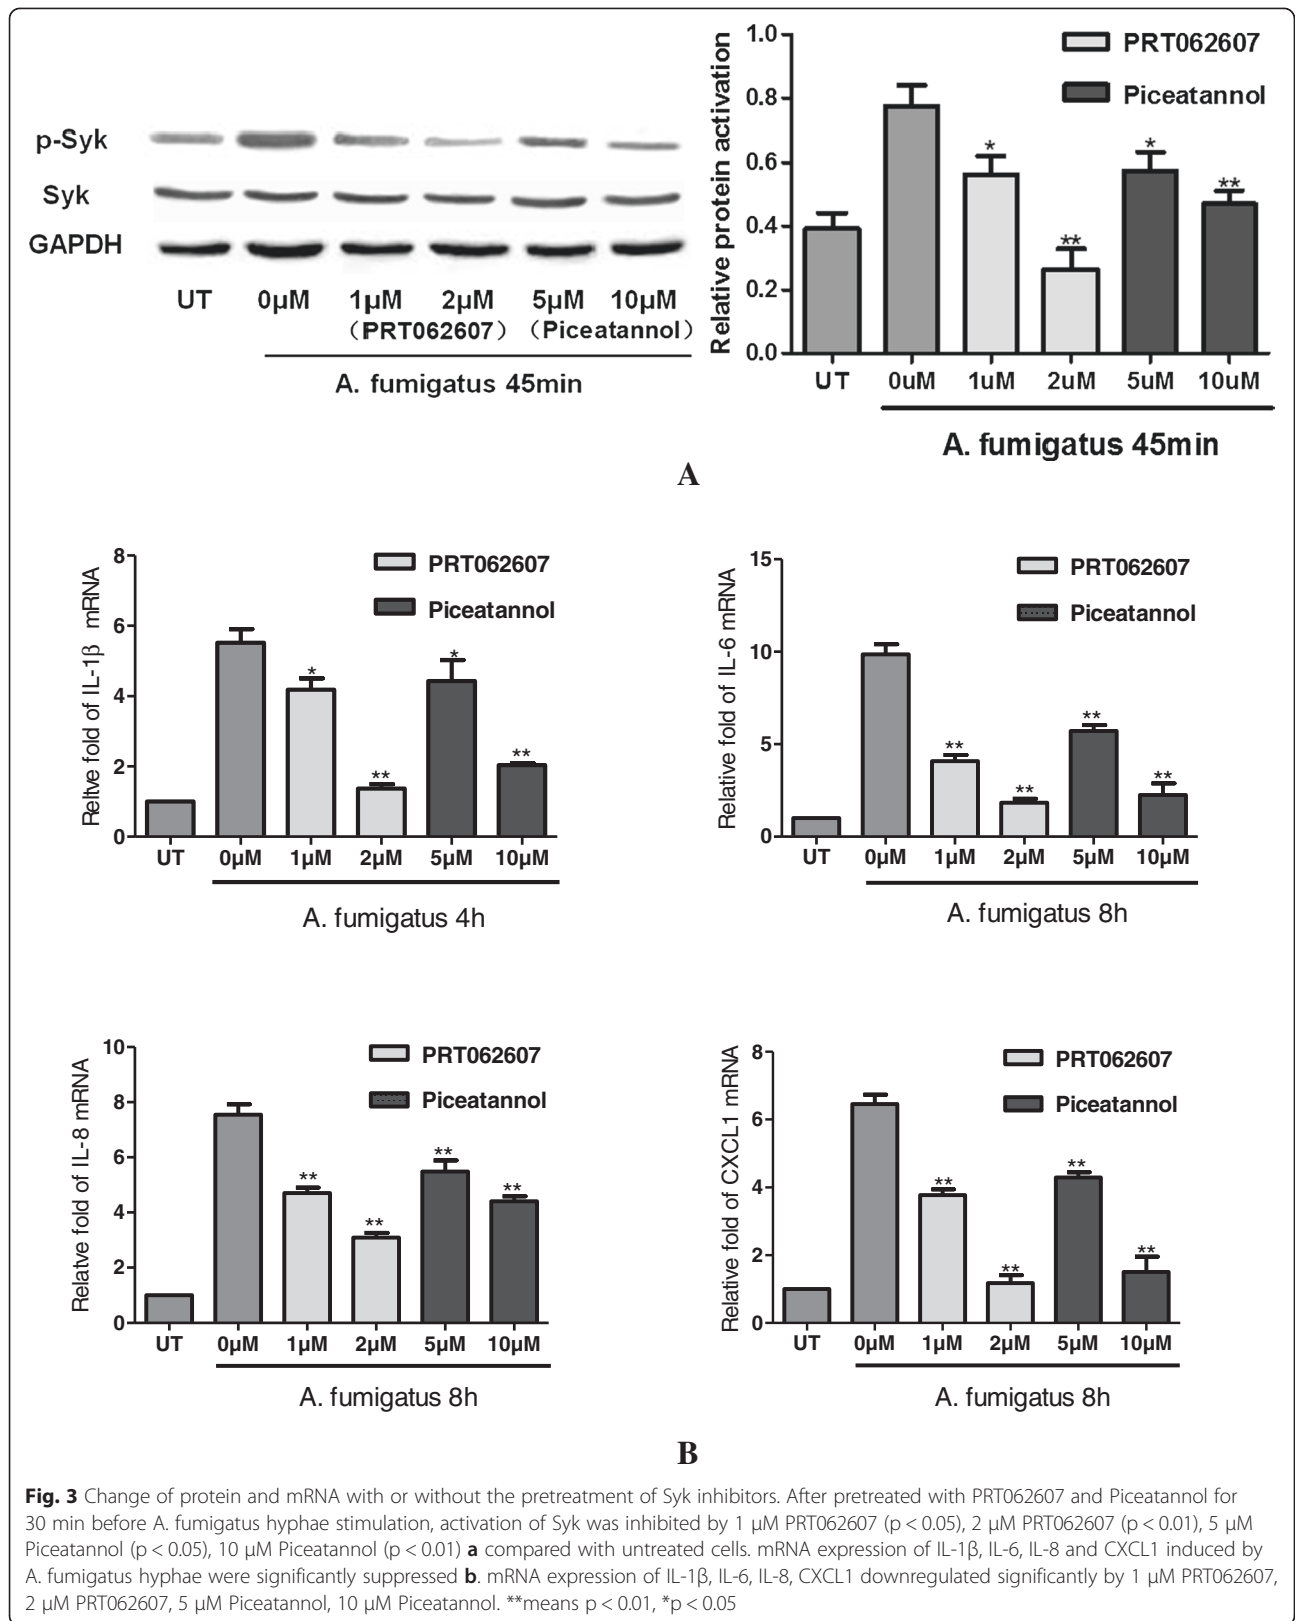 p-Syk
Syk
GAPDH
UT 0μM 1μM 2μM 5μM 10μM
(PRT062607) (Piceatannol)
A. fumigatus 45min
Relative protein activation
1.0
0.8
0.6
0.4
0.2
0.0
PRT062607
Piceatannol
* ** * **
UT 0uM 1uM 2uM 5uM 10uM
A. fumigatus 45min
A
Reltve fold of IL-1β mRNA
8
6
4
2
0
PRT062607
Piceatannol
* ** * **
UT 0μM 1μM 2μM 5μM 10μM
A. fumigatus 4h
Relative fold of IL-6 mRNA
15
10
5
0
PRT062607
Piceatannol
** ** ** **
UT 0μM 1μM 2μM 5μM 10μM
A. fumigatus 8h
Relatve fold of IL-8 mRNA
10
8
6
4
2
0
PRT062607
Piceatannol
** ** ** **
UT 0μM 1μM 2μM 5μM 10μM
A. fumigatus 8h
Relative fold of CXCL1 mRNA
8
6
4
2
0
PRT062607
Piceatannol
** ** ** **
UT 0μM 1μM 2μM 5μM 10μM
A. fumigatus 8h
B
Fig. 3 Change of protein and mRNA with or without the pretreatment of Syk inhibitors. After pretreated with PRT062607 and Piceatannol for
30 min before A. fumigatus hyphae stimulation, activation of Syk was inhibited by 1 μM PRT062607 (p < 0.05), 2 μM PRT062607 (p < 0.01), 5 μM
Piceatannol (p < 0.05), 10 μM Piceatannol (p < 0.01) a compared with untreated cells. mRNA expression of IL-1β, IL-6, IL-8 and CXCL1 induced by
A. fumigatus hyphae were significantly suppressed b. mRNA expression of IL-1β, IL-6, IL-8, CXCL1 downregulated significantly by 1 μM PRT062607,
2 μM PRT062607, 5 μM Piceatannol, 10 μM Piceatannol. **means p < 0.01, *p < 0.05